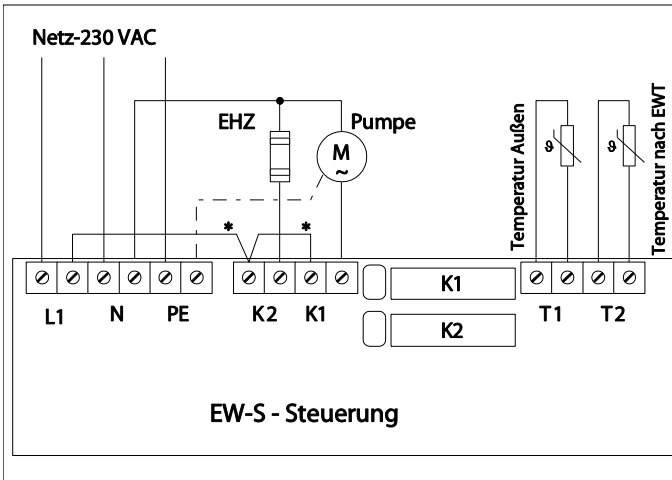 Netz-230 VAC
EHZ
Pumpe
M
~
*
*
ϑ
ϑ
Temperatur Außen
Temperatur nach EWT
L1
N
PE
K2
K1
K1
K2
T1
T2
EW-S - Steuerung